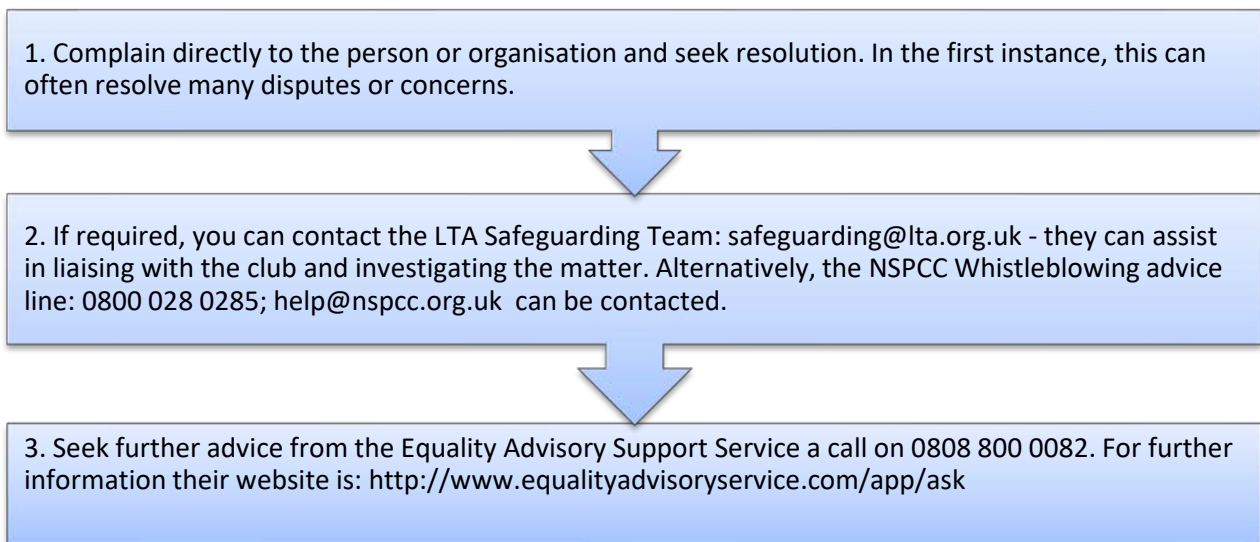 1. Complain directly to the person or organisation and seek resolution. In the first instance, this can
often resolve many disputes or concerns.
2. If required, you can contact the LTA Safeguarding Team: safeguarding@lta.org.uk - they can assist
in liaising with the club and investigating the matter. Alternatively, the NSPCC Whistleblowing advice
line: 0800 028 0285; help@nspcc.org.uk  can be contacted.
3. Seek further advice from the Equality Advisory Support Service a call on 0808 800 0082. For further
information their website is: http://www.equalityadvisoryservice.com/app/ask